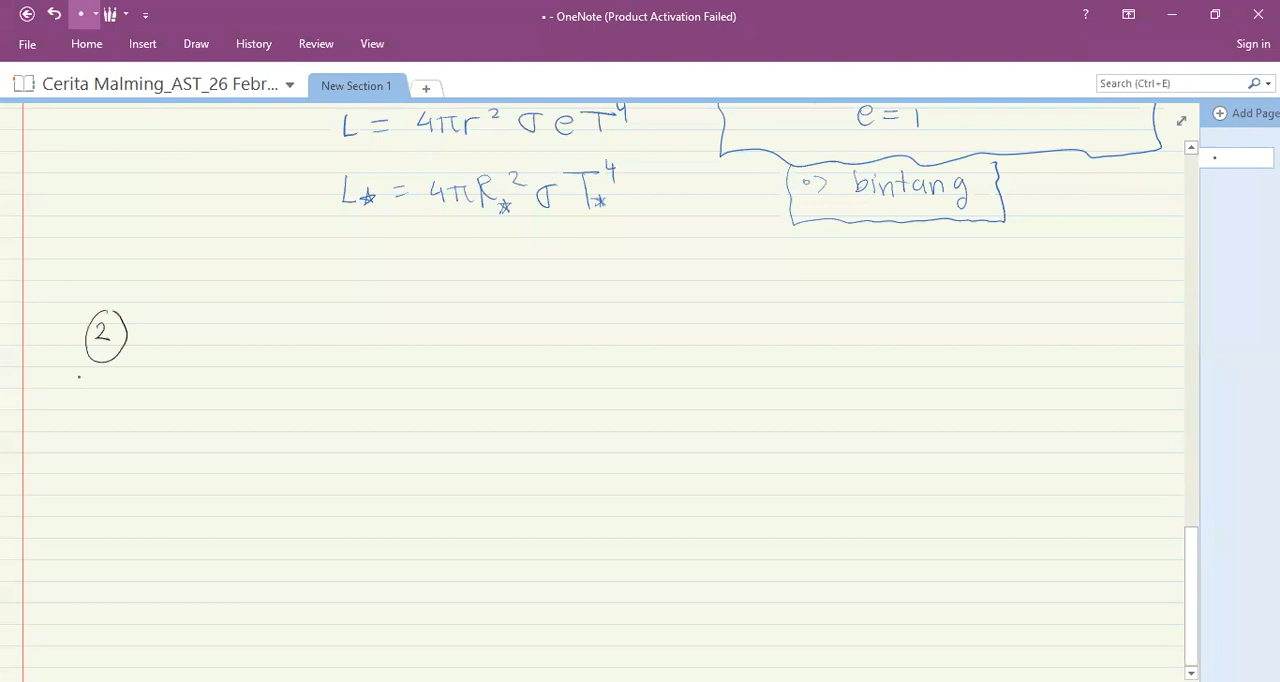 • - OneNote (Product Activation Failed)
?
File Home Insert Draw History Review View
Sign in
Cerita Malming_AST_26 Febr...
New Section 1
+
Search (Ctrl+E)
Add Page
L = 4πr² σ e T⁴
e = 1
L★ = 4πR★² σ T★⁴
=> bintang
2